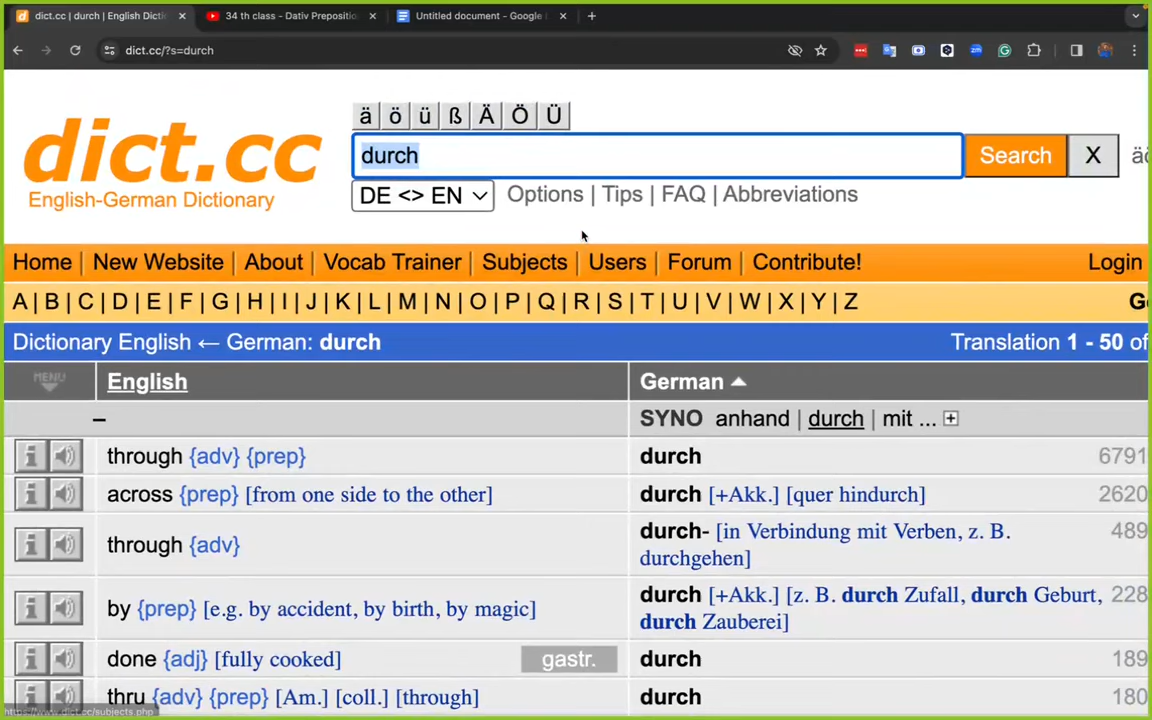 dict.cc | durch | English Dicti
34 th class - Dativ Prepositio
Untitled document - Google
dict.cc/?s=durch
ä ö ü ß Ä Ö Ü
dict.cc
English-German Dictionary
durch
Search
X
DE <> EN
Options | Tips | FAQ | Abbreviations
Home | New Website | About | Vocab Trainer | Subjects | Users | Forum | Contribute!
Login
A | B | C | D | E | F | G | H | I | J | K | L | M | N | O | P | Q | R | S | T | U | V | W | X | Y | Z
Dictionary English ← German: durch
Translation 1 - 50 of
MENU
English
German
–
SYNO anhand | durch | mit ...
through {adv} {prep}
durch
6791
across {prep} [from one side to the other]
durch [+Akk.] [quer hindurch]
2620
through {adv}
durch- [in Verbindung mit Verben, z. B.
durchgehen]
489
by {prep} [e.g. by accident, by birth, by magic]
durch [+Akk.] [z. B. durch Zufall, durch Geburt,
durch Zauberei]
228
done {adj} [fully cooked]
gastr.
durch
189
thru {adv} {prep} [Am.] [coll.] [through]
durch
180
https://www.dict.cc/subjects.php